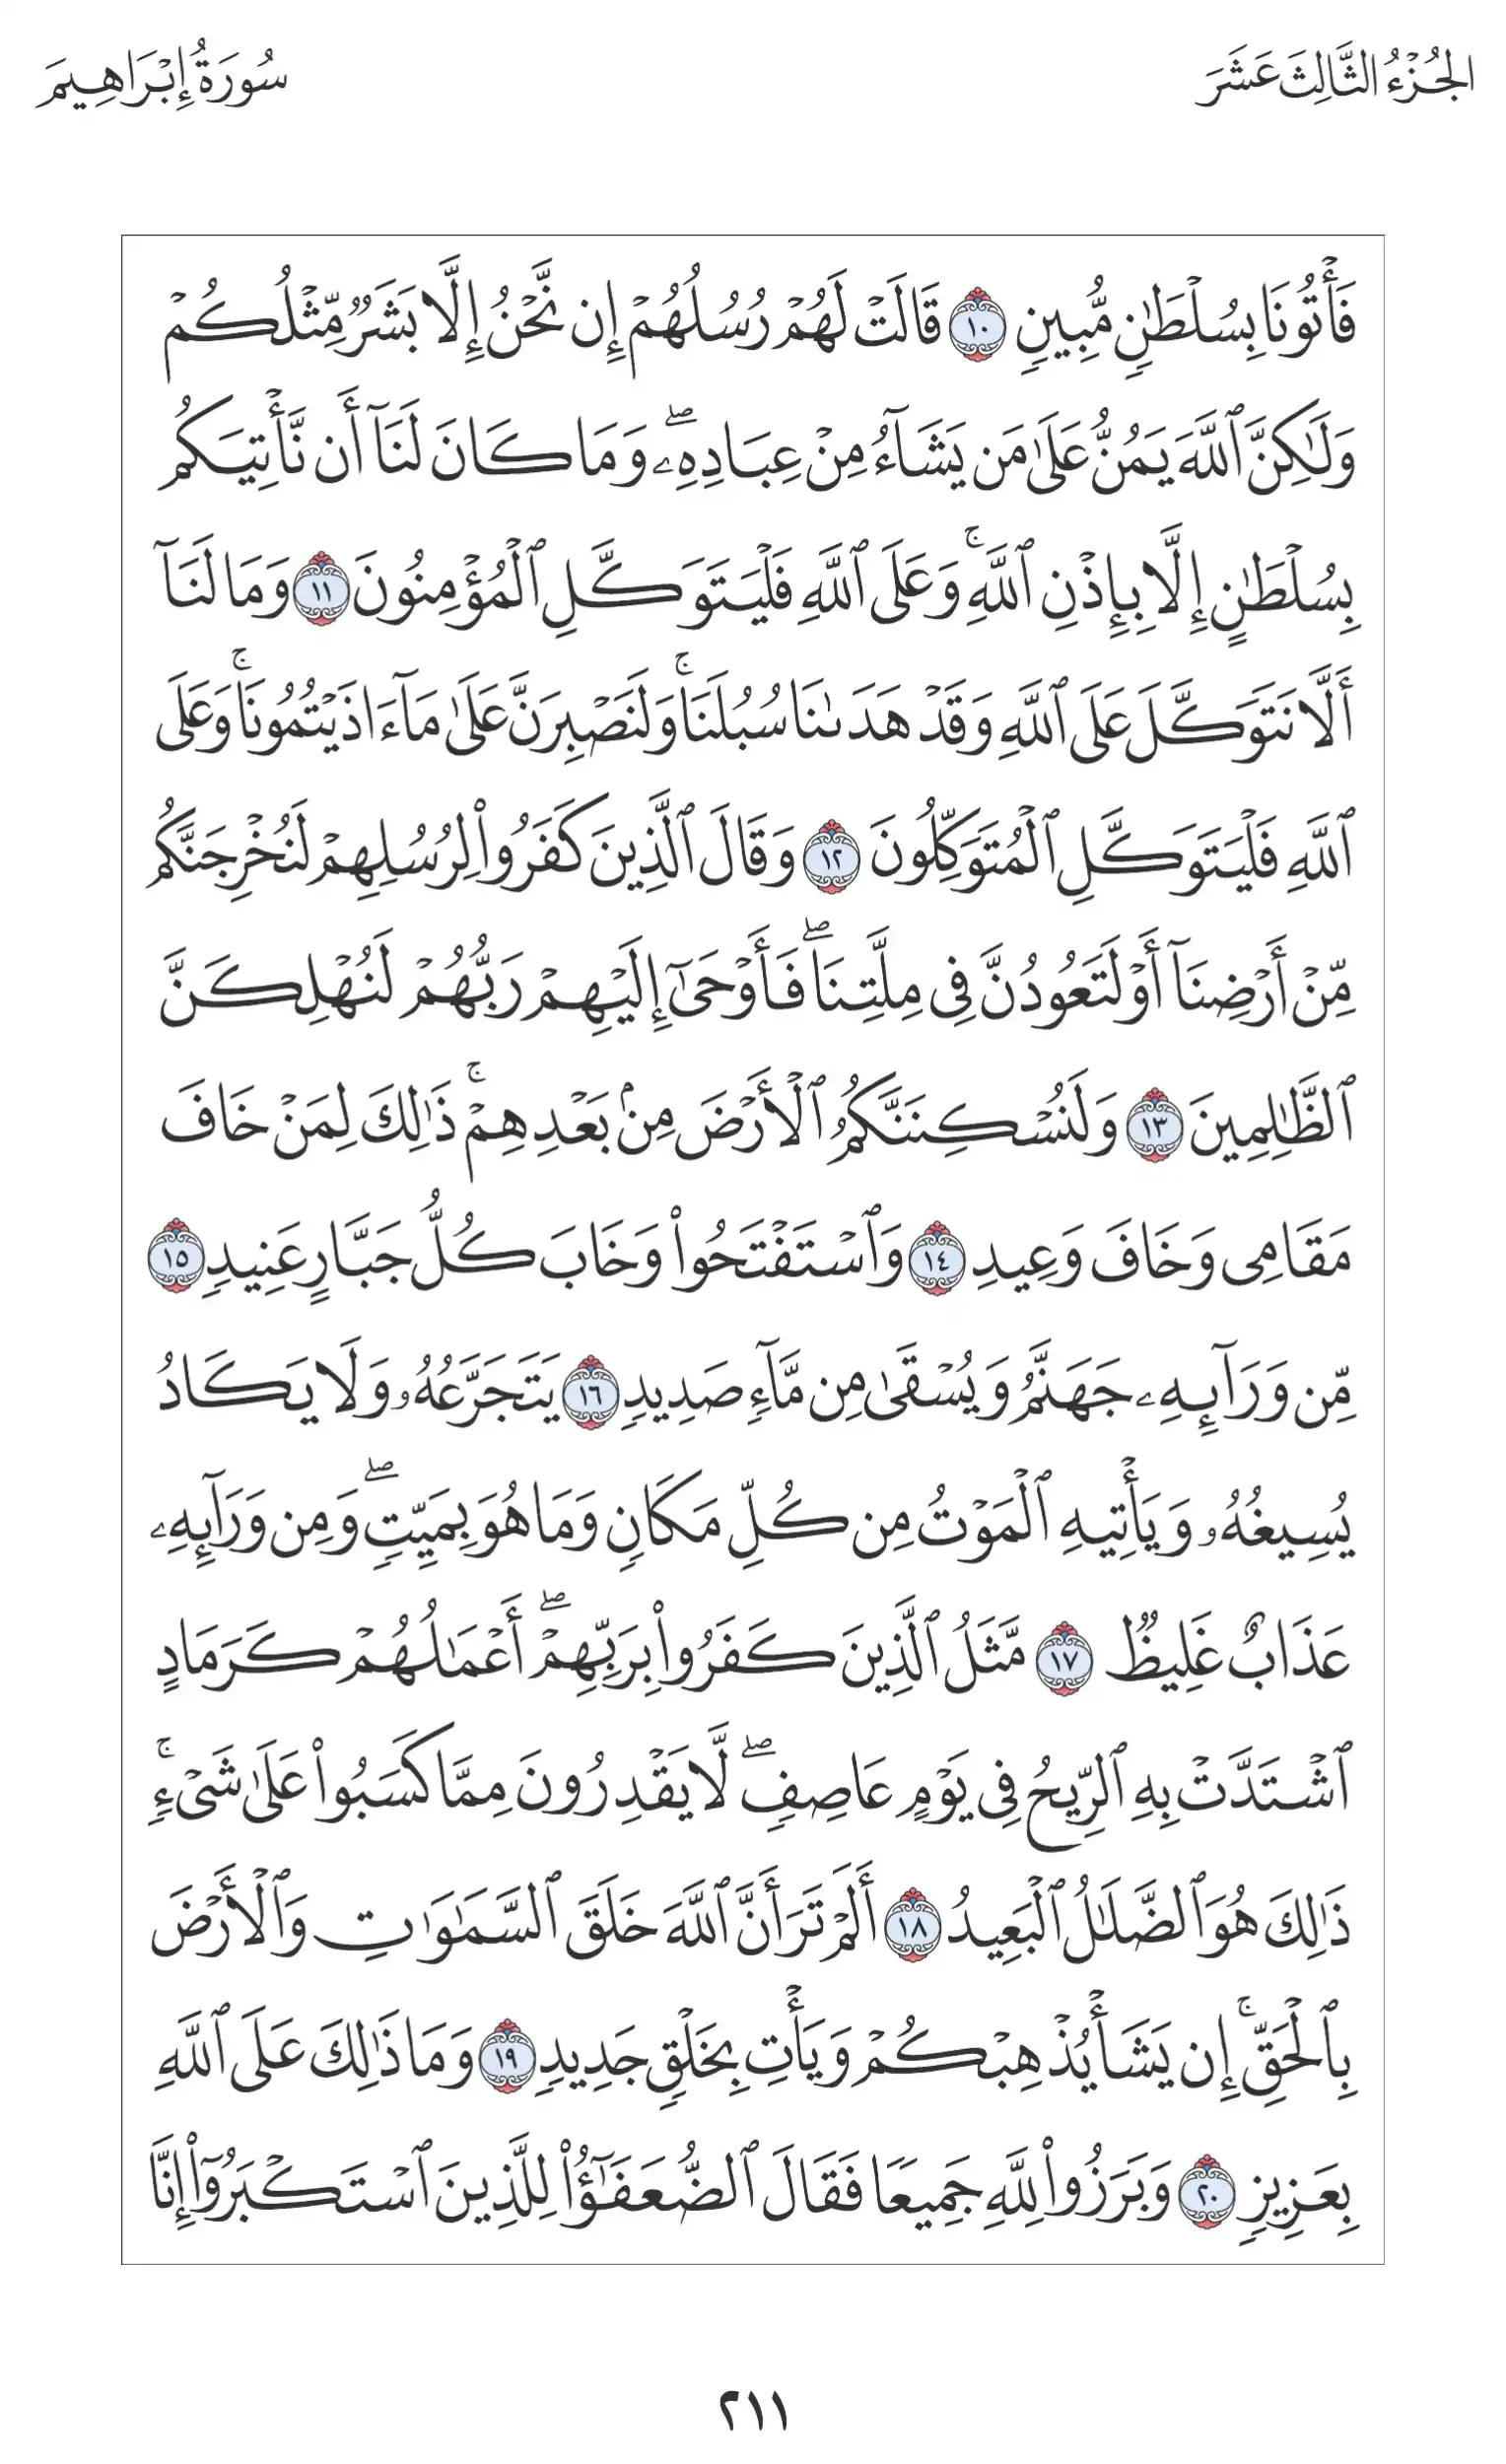 الجُزْءُ الثَّالِثَ عَشَرَ
سُورَةُ إِبْرَاهِيمَ
فَأْتُونَا بِسُلْطَٰنٖ مُّبِينٖ ١٠ قَالَتْ لَهُمْ رُسُلُهُمْ إِن نَّحْنُ إِلَّا بَشَرٞ مِّثْلُكُمْ
وَلَٰكِنَّ ٱللَّهَ يَمُنُّ عَلَىٰ مَن يَشَآءُ مِنْ عِبَادِهِۦۖ وَمَا كَانَ لَنَآ أَن نَّأْتِيَكُم
بِسُلْطَٰنٍ إِلَّا بِإِذْنِ ٱللَّهِۚ وَعَلَى ٱللَّهِ فَلْيَتَوَكَّلِ ٱلْمُؤْمِنُونَ ١١ وَمَا لَنَآ
أَلَّا نَتَوَكَّلَ عَلَى ٱللَّهِ وَقَدْ هَدَىٰنَا سُبُلَنَاۚ وَلَنَصْبِرَنَّ عَلَىٰ مَآ ءَاذَيْتُمُونَاۚ وَعَلَى
ٱللَّهِ فَلْيَتَوَكَّلِ ٱلْمُتَوَكِّلُونَ ١٢ وَقَالَ ٱلَّذِينَ كَفَرُواْ لِرُسُلِهِمْ لَنُخْرِجَنَّكُم
مِّنْ أَرْضِنَآ أَوْ لَتَعُودُنَّ فِي مِلَّتِنَاۖ فَأَوْحَىٰٓ إِلَيْهِمْ رَبُّهُمْ لَنُهْلِكَنَّ
ٱلظَّٰلِمِينَ ١٣ وَلَنُسْكِنَنَّكُمُ ٱلْأَرْضَ مِنۢ بَعْدِهِمْۚ ذَٰلِكَ لِمَنْ خَافَ
مَقَامِي وَخَافَ وَعِيدِ ١٤ وَٱسْتَفْتَحُواْ وَخَابَ كُلُّ جَبَّارٍ عَنِيدٖ ١٥
مِّن وَرَآئِهِۦ جَهَنَّمُ وَيُسْقَىٰ مِن مَّآءٖ صَدِيدٖ ١٦ يَتَجَرَّعُهُۥ وَلَا يَكَادُ
يُسِيغُهُۥ وَيَأْتِيهِ ٱلْمَوْتُ مِن كُلِّ مَكَانٖ وَمَا هُوَ بِمَيِّتٖۖ وَمِن وَرَآئِهِۦ
عَذَابٌ غَلِيظٞ ١٧ مَّثَلُ ٱلَّذِينَ كَفَرُواْ بِرَبِّهِمْۖ أَعْمَٰلُهُمْ كَرَمَادٍ
ٱشْتَدَّتْ بِهِ ٱلرِّيحُ فِي يَوْمٍ عَاصِفٖۖ لَّا يَقْدِرُونَ مِمَّا كَسَبُواْ عَلَىٰ شَيْءٖۚ
ذَٰلِكَ هُوَ ٱلضَّلَٰلُ ٱلْبَعِيدُ ١٨ أَلَمْ تَرَ أَنَّ ٱللَّهَ خَلَقَ ٱلسَّمَٰوَٰتِ وَٱلْأَرْضَ
بِٱلْحَقِّۚ إِن يَشَأْ يُذْهِبْكُمْ وَيَأْتِ بِخَلْقٖ جَدِيدٖ ١٩ وَمَا ذَٰلِكَ عَلَى ٱللَّهِ
بِعَزِيزٖ ٢٠ وَبَرَزُواْ لِلَّهِ جَمِيعٗا فَقَالَ ٱلضُّعَفَٰٓؤُاْ لِلَّذِينَ ٱسْتَكْبَرُوٓاْ إِنَّا
٢١١